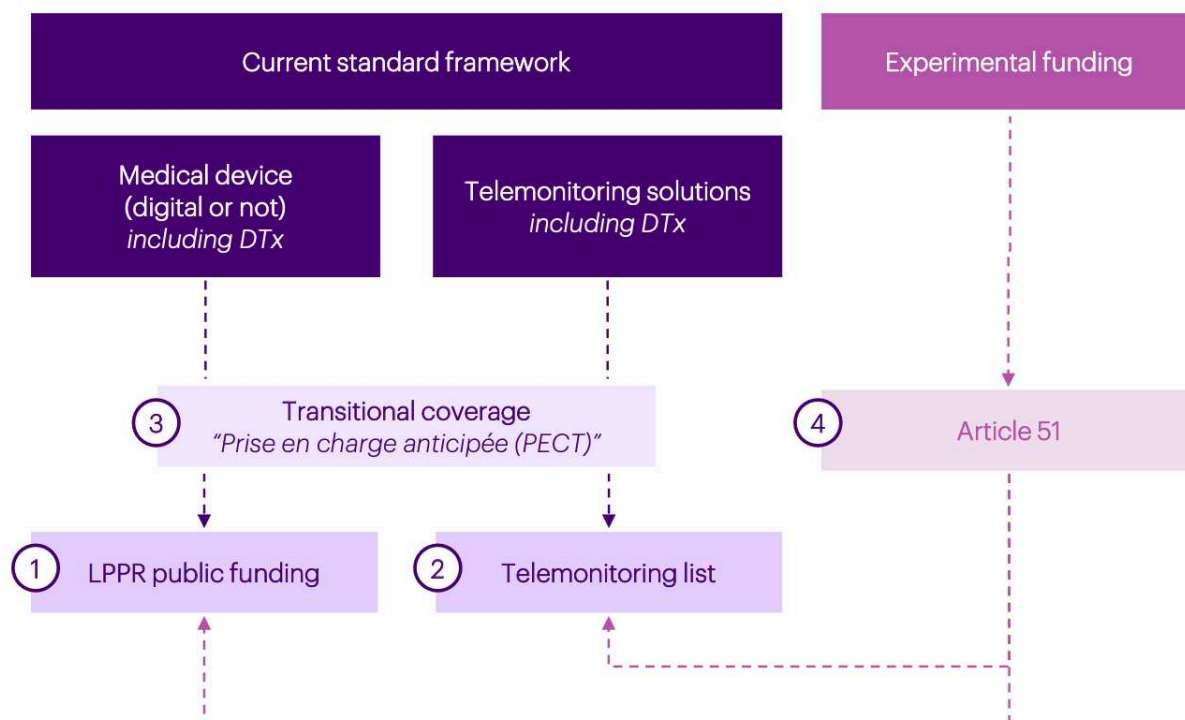 Current standard framework
Experimental funding
Medical device
(digital or not)
including DTx
Telemonitoring solutions
including DTx
3
Transitional coverage
“Prise en charge anticipée (PECT)”
4
Article 51
1
LPPR public funding
2
Telemonitoring list